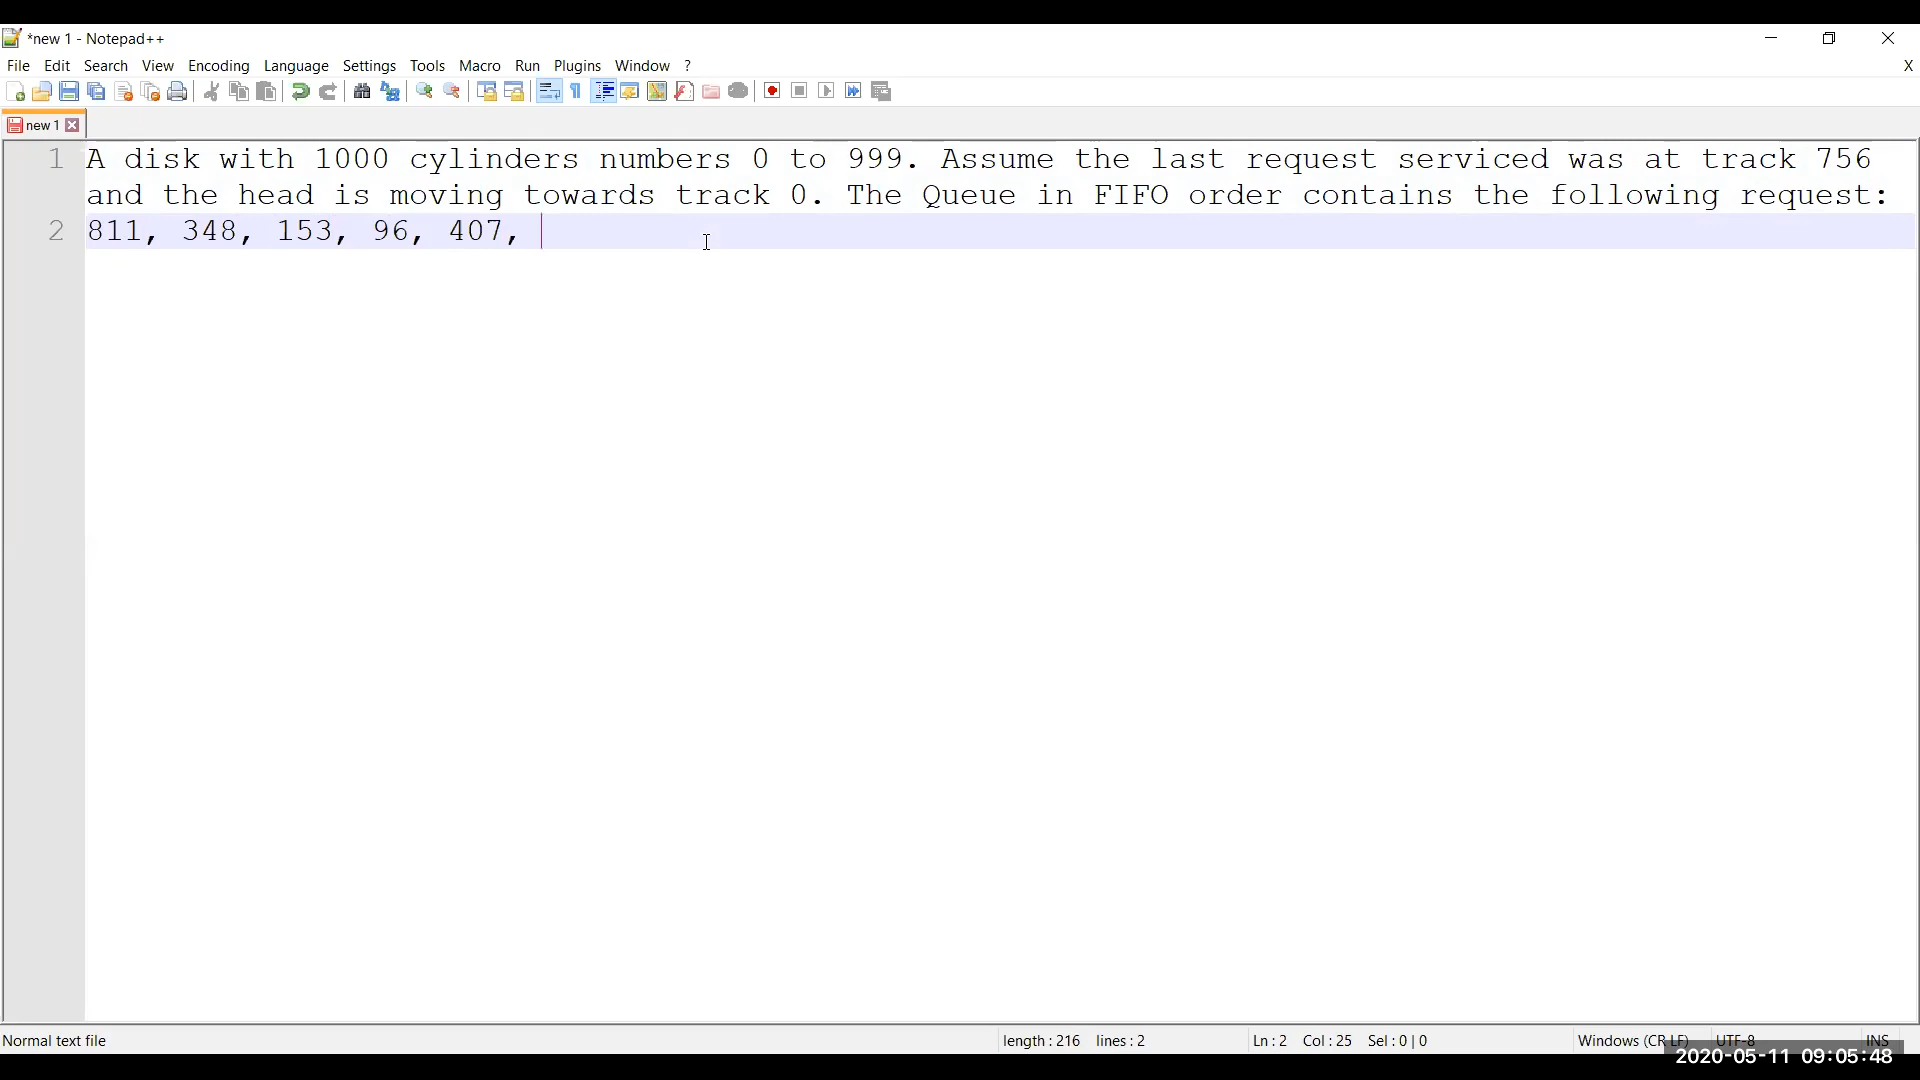 *new 1 - Notepad++
File Edit Search View Encoding Language Settings Tools Macro Run Plugins Window ? X
new 1
1 A disk with 1000 cylinders numbers 0 to 999. Assume the last request serviced was at track 756
and the head is moving towards track 0. The Queue in FIFO order contains the following request:
2 811, 348, 153, 96, 407,
Normal text file length : 216 lines : 2 Ln : 2 Col : 25 Sel : 0 | 0 Windows (CR LF) UTF-8 INS
2020-05-11 09:05:48